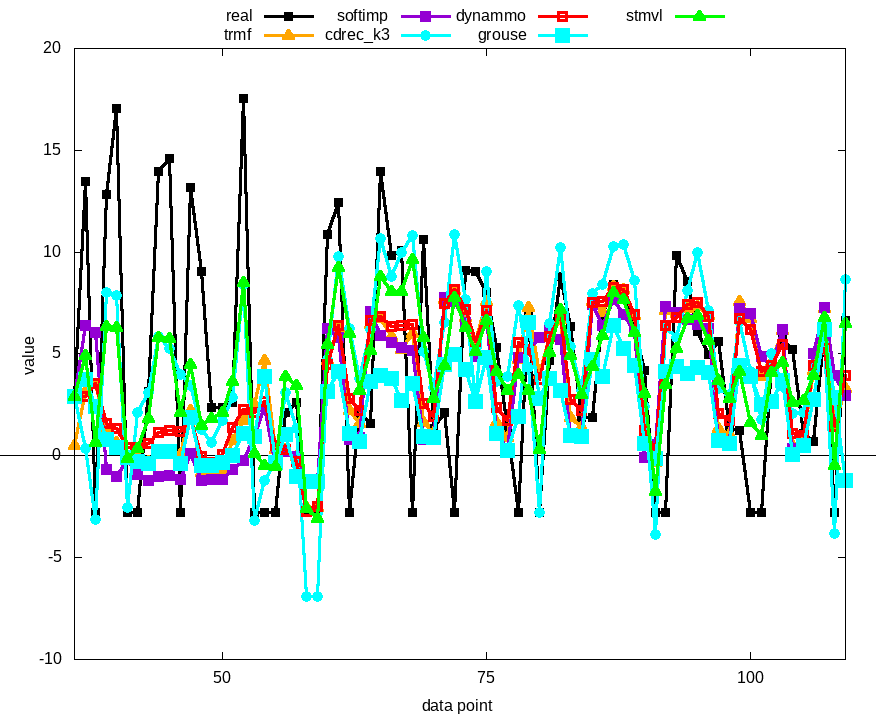 real softimp dynammo stmvl
trmf cdrec_k3 grouse
20
15
10
5
0
-5
-10
value
50 75 100
data point